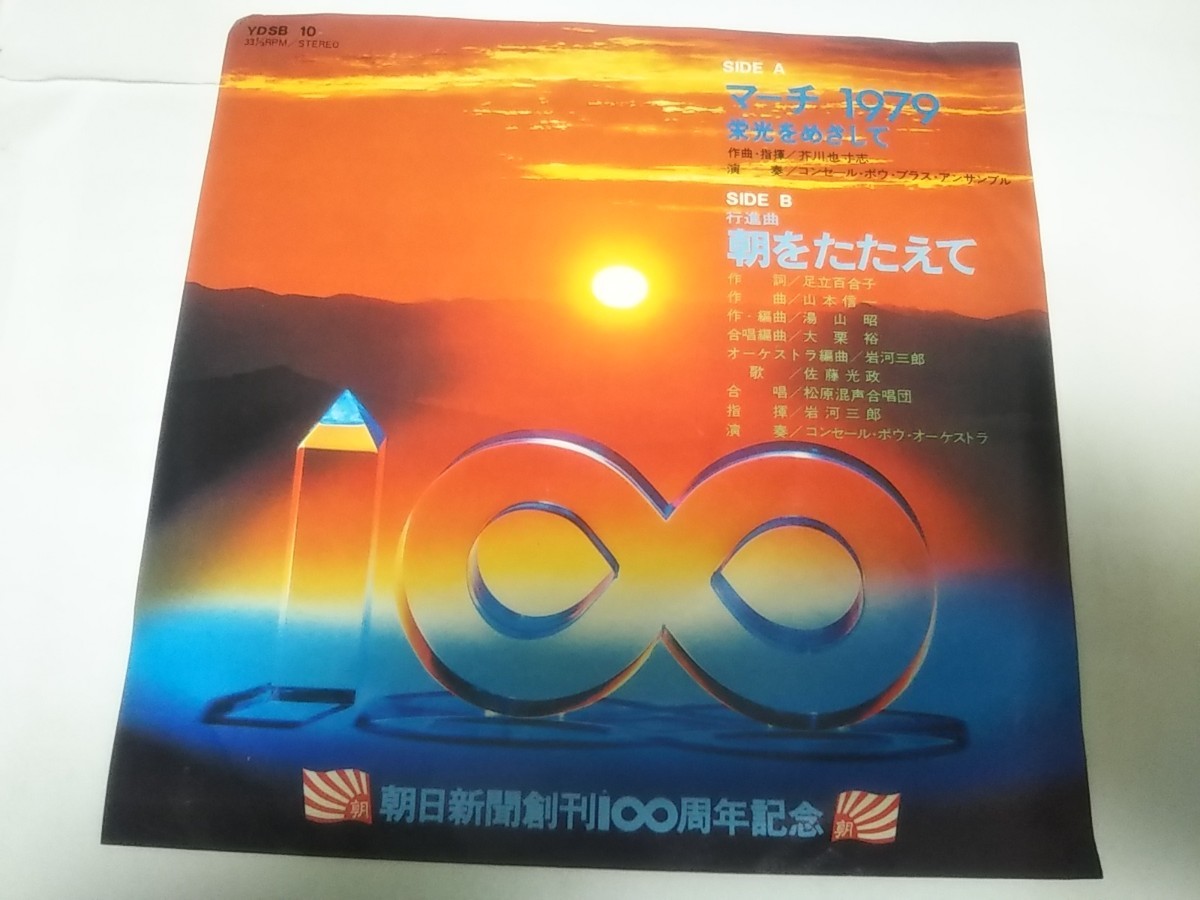 YDSB 10
33⅓RPM/STEREO
SIDE A
マーチ 1979
栄光をめざして
作曲・指揮/芥川也寸志
演奏/コンセール・ボウ・ブラス・アンサンブル
SIDE B
行進曲
朝をたたえて
作詞/足立百合子
作曲/山本信一
作・編曲/湯山昭
合唱編曲/大栗裕
オーケストラ編曲/岩河三郎
歌/佐藤光政
合唱/松原混声合唱団
指揮/岩河三郎
演奏/コンセール・ボウ・オーケストラ
100
朝 朝日新聞創刊100周年記念 朝